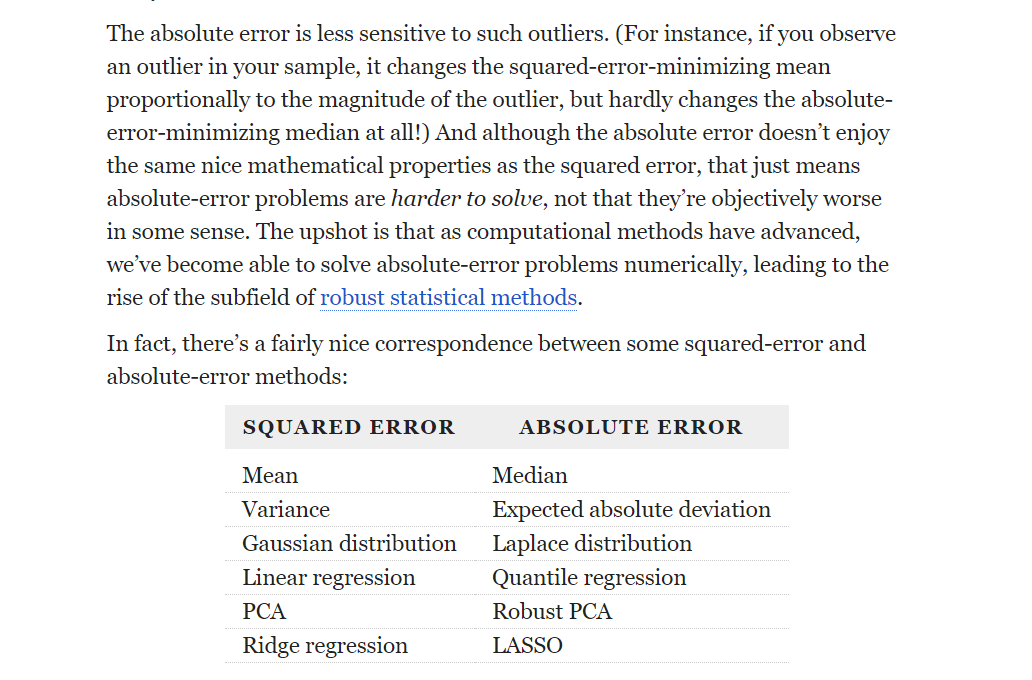 The absolute error is less sensitive to such outliers. (For instance, if you observe
an outlier in your sample, it changes the squared-error-minimizing mean
proportionally to the magnitude of the outlier, but hardly changes the absolute-
error-minimizing median at all!) And although the absolute error doesn’t enjoy
the same nice mathematical properties as the squared error, that just means
absolute-error problems are harder to solve, not that they’re objectively worse
in some sense. The upshot is that as computational methods have advanced,
we’ve become able to solve absolute-error problems numerically, leading to the
rise of the subfield of robust statistical methods.
In fact, there’s a fairly nice correspondence between some squared-error and
absolute-error methods:
SQUARED ERROR ABSOLUTE ERROR
Mean Median
Variance Expected absolute deviation
Gaussian distribution Laplace distribution
Linear regression Quantile regression
PCA Robust PCA
Ridge regression LASSO